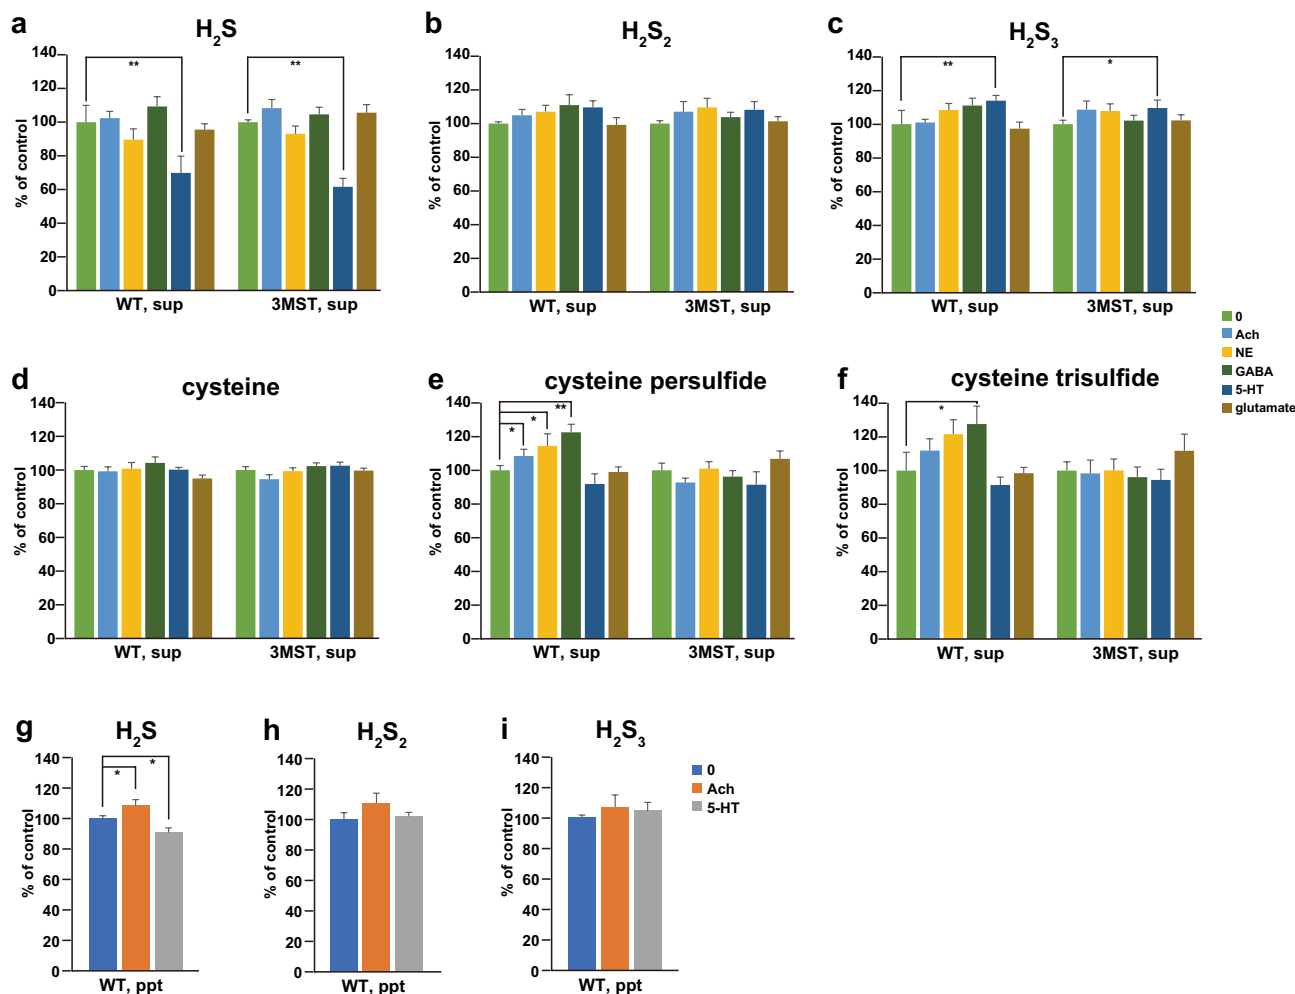 a
H2S
% of control
140
120
100
80
60
40
20
0
**
**
WT, sup
3MST, sup
b
H2S2
% of control
140
120
100
80
60
40
20
0
WT, sup
3MST, sup
c
H2S3
% of control
140
120
100
80
60
40
20
0
**
*
WT, sup
3MST, sup
0
Ach
NE
GABA
5-HT
glutamate
d
cysteine
% of control
140
120
100
80
60
40
20
0
WT, sup
3MST, sup
e
cysteine persulfide
% of control
140
120
100
80
60
40
20
0
**
*
*
WT, sup
3MST, sup
f
cysteine trisulfide
% of control
140
120
100
80
60
40
20
0
*
WT, sup
3MST, sup
g
H2S
% of control
140
120
100
80
60
40
20
0
*
*
WT, ppt
h
H2S2
% of control
140
120
100
80
60
40
20
0
WT, ppt
i
H2S3
% of control
140
120
100
80
60
40
20
0
WT, ppt
0
Ach
5-HT